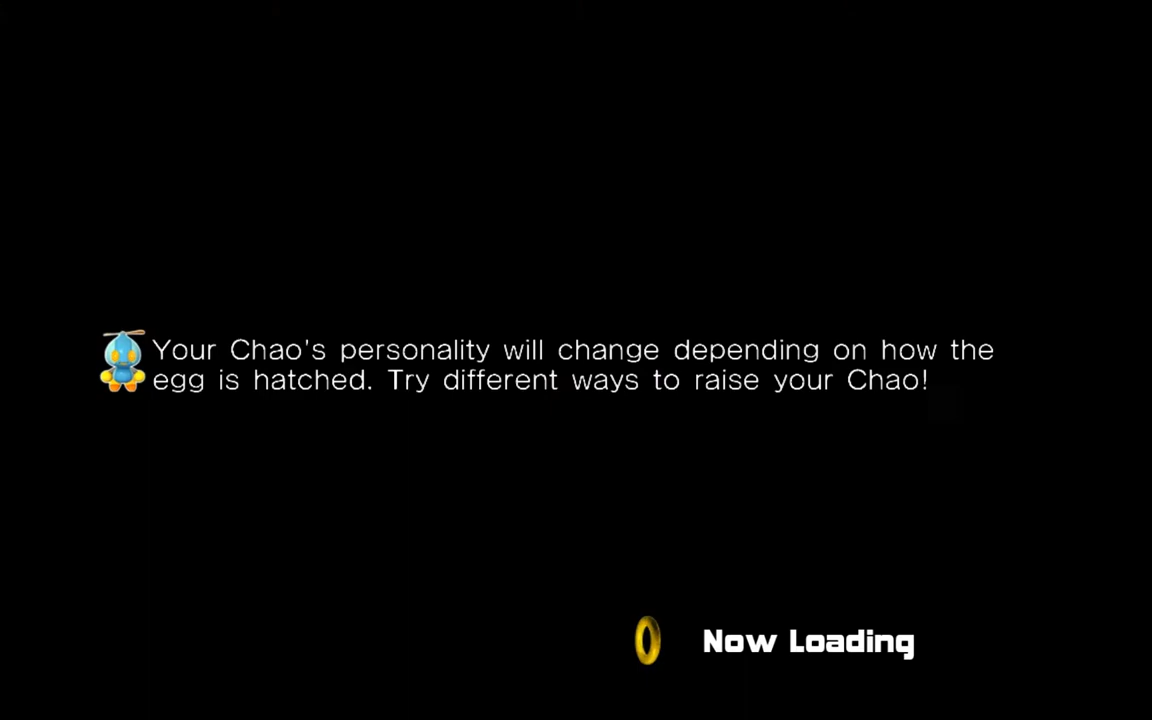 Your Chao's personality will change depending on how the
egg is hatched. Try different ways to raise your Chao!
Now Loading